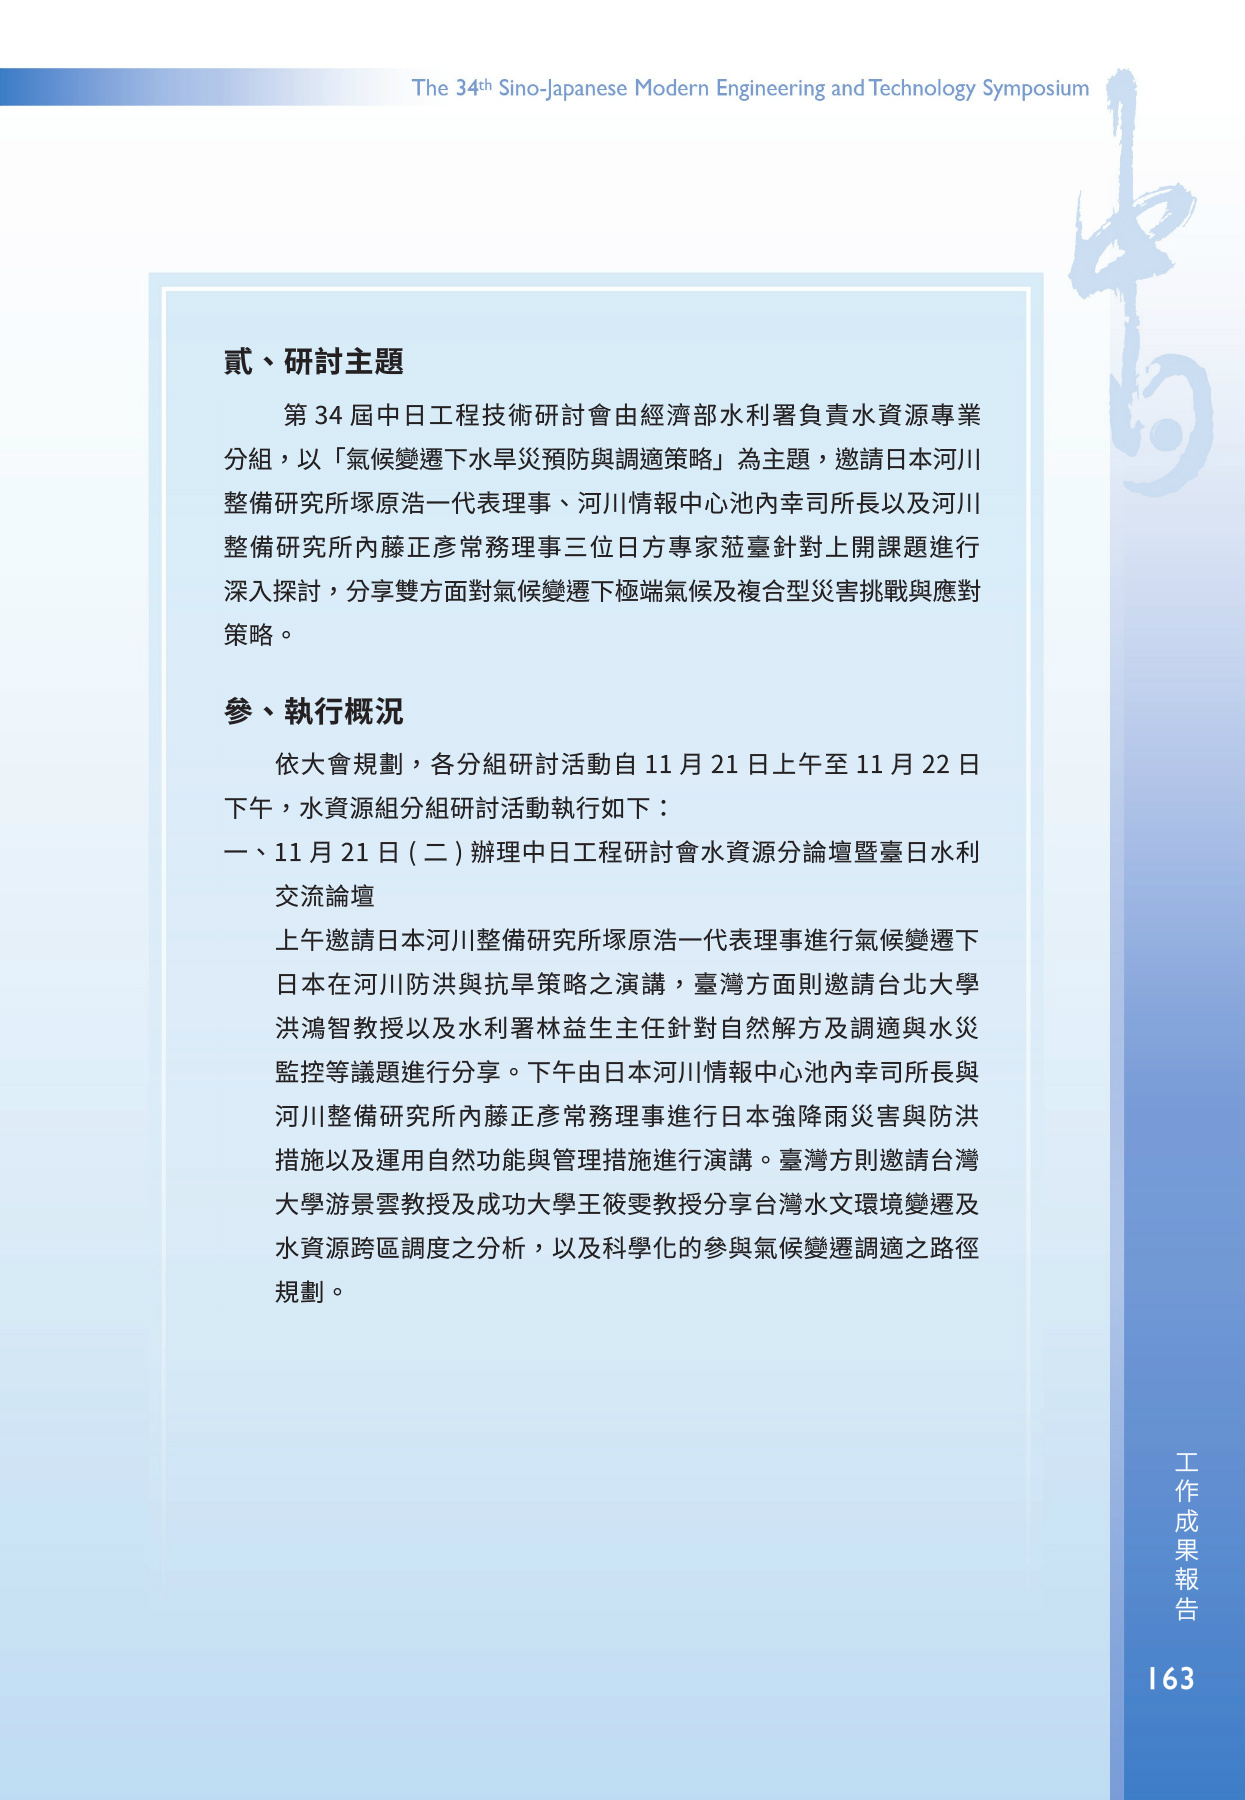 The 34th Sino-Japanese Modern Engineering and Technology Symposium
中日
貳、研討主題
第 34 屆中日工程技術研討會由經濟部水利署負責水資源專業
分組，以「氣候變遷下水旱災預防與調適策略」為主題，邀請日本河川
整備研究所塚原浩一代表理事、河川情報中心池內幸司所長以及河川
整備研究所內藤正彥常務理事三位日方專家蒞臺針對上開課題進行
深入探討，分享雙方面對氣候變遷下極端氣候及複合型災害挑戰與應對
策略。
參、執行概況
依大會規劃，各分組研討活動自 11 月 21 日上午至 11 月 22 日
下午，水資源組分組研討活動執行如下：
一、11 月 21 日 ( 二 ) 辦理中日工程研討會水資源分論壇暨臺日水利
交流論壇
上午邀請日本河川整備研究所塚原浩一代表理事進行氣候變遷下
日本在河川防洪與抗旱策略之演講，臺灣方面則邀請台北大學
洪鴻智教授以及水利署林益生主任針對自然解方及調適與水災
監控等議題進行分享。下午由日本河川情報中心池內幸司所長與
河川整備研究所內藤正彥常務理事進行日本強降雨災害與防洪
措施以及運用自然功能與管理措施進行演講。臺灣方則邀請台灣
大學游景雲教授及成功大學王筱雯教授分享台灣水文環境變遷及
水資源跨區調度之分析，以及科學化的參與氣候變遷調適之路徑
規劃。
工作成果報告
163